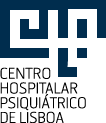 CENTRO
HOSPITALAR
PSIQUIÁTRICO
DE LISBOA